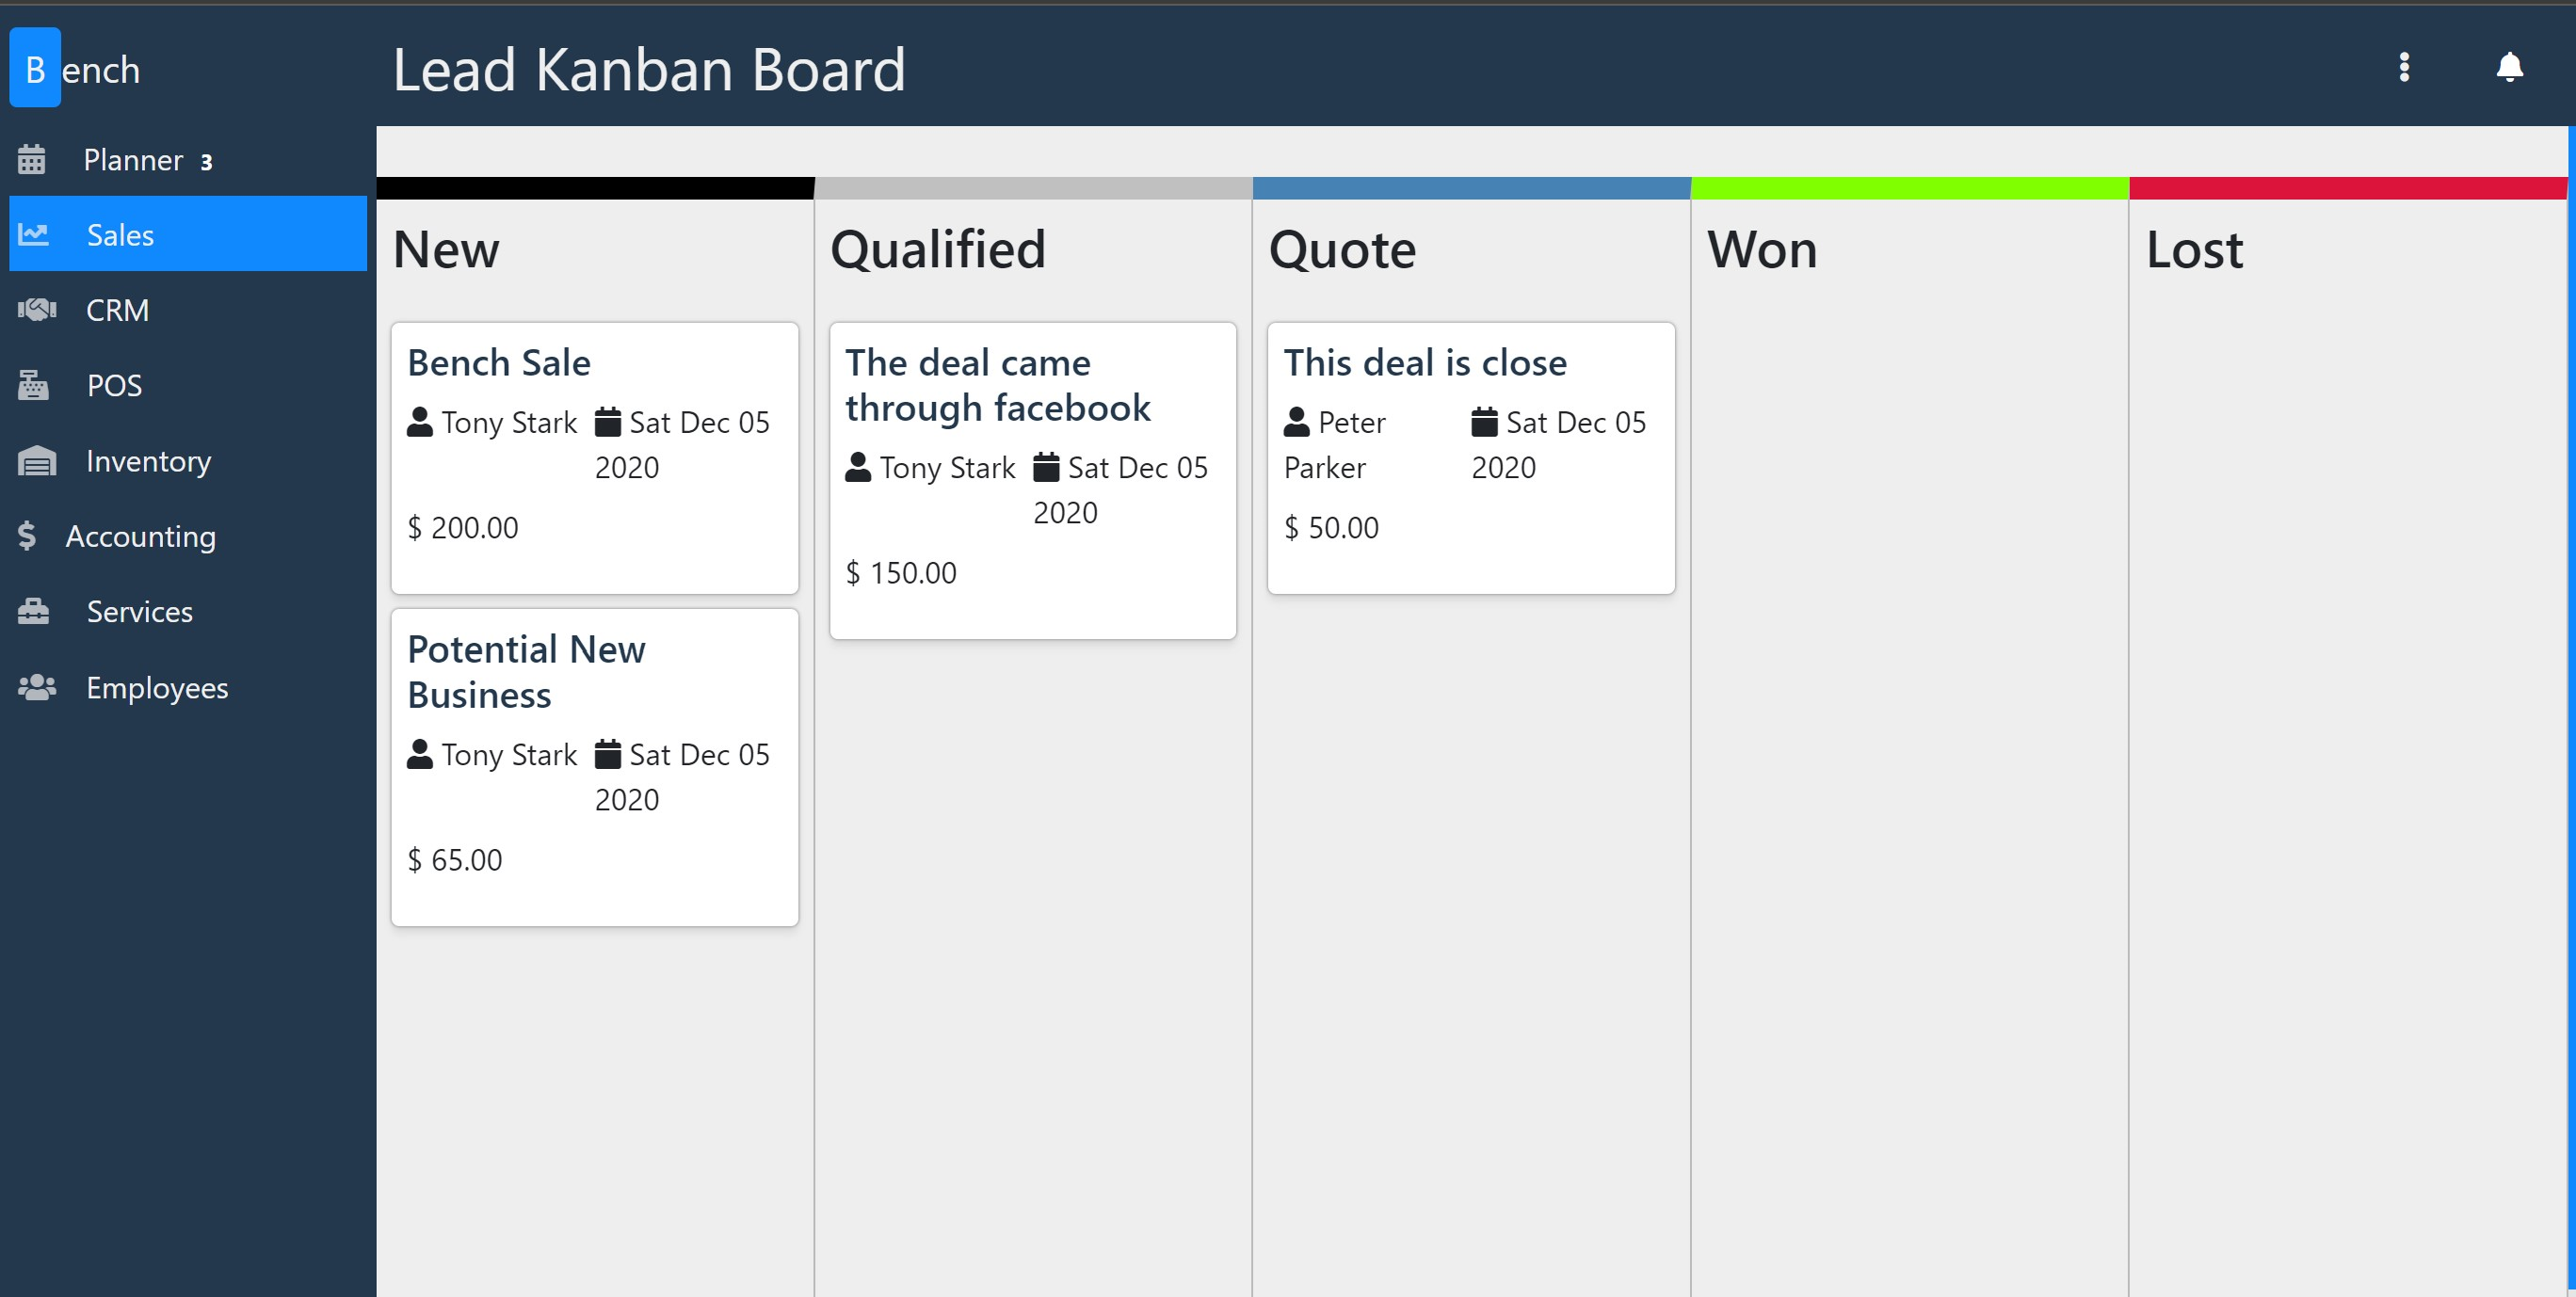 Bench
Lead Kanban Board
Planner 3
Sales
CRM
POS
Inventory
$ Accounting
Services
Employees
New
Bench Sale
Tony Stark Sat Dec 05
2020
$ 200.00
Potential New
Business
Tony Stark Sat Dec 05
2020
$ 65.00
Qualified
The deal came
through facebook
Tony Stark Sat Dec 05
2020
$ 150.00
Quote
This deal is close
Peter Sat Dec 05
Parker 2020
$ 50.00
Won
Lost